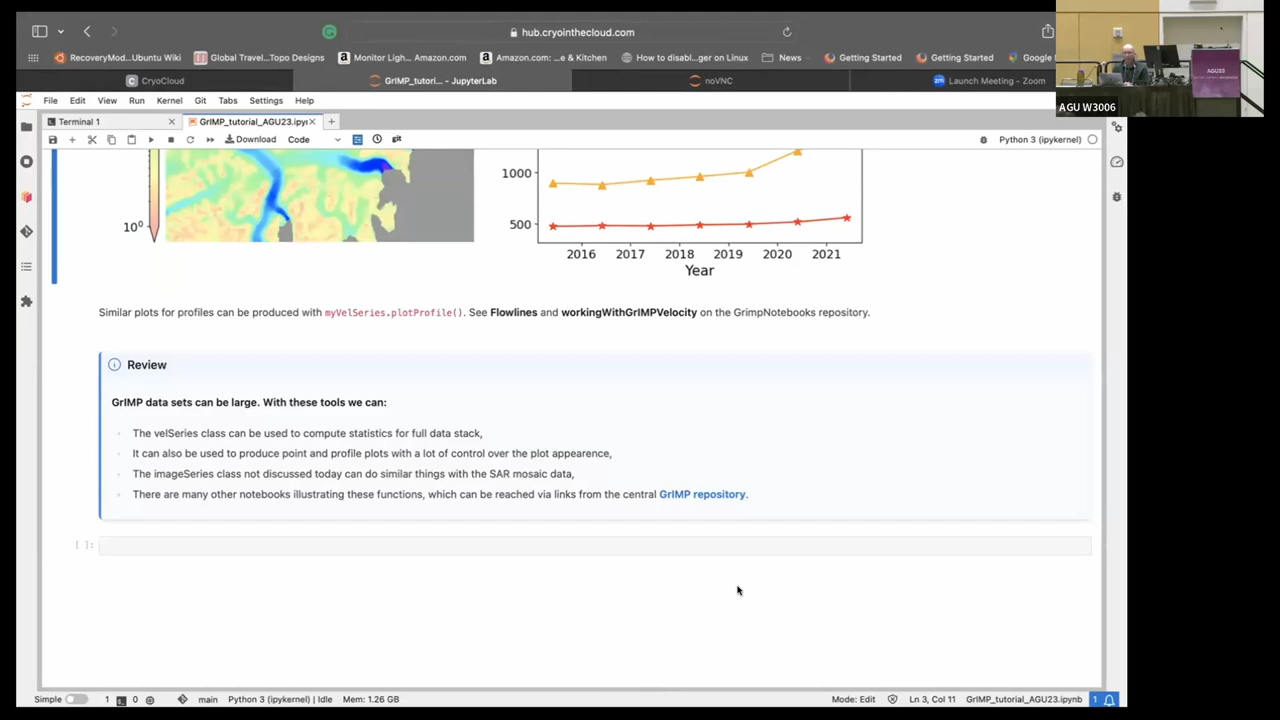 hub.cryointhecloud.com
RecoveryMod...Ubuntu Wiki
Global Travel...Topo Designs
Monitor Ligh... Amazon.com
Amazon.com: ...e & Kitchen
How to disabl...ger on Linux
News
Getting Started
Getting Started
Google
CryoCloud
GrIMP_tutori... - JupyterLab
noVNC
Launch Meeting - Zoom
AGU23
AGU W3006
File Edit View Run Kernel Git Tabs Settings Help
Terminal 1
GrIMP_tutorial_AGU23.ipyn
Download
Code
Python 3 (ipykernel)
10⁰
1000
500
2016 2017 2018 2019 2020 2021
Year
Similar plots for profiles can be produced with myVelSeries.plotProfile(). See Flowlines and workingWithGrIMPVelocity on the GrimpNotebooks repository.
Review
GrIMP data sets can be large. With these tools we can:
The velSeries class can be used to compute statistics for full data stack,
It can also be used to produce point and profile plots with a lot of control over the plot appearence,
The imageSeries class not discussed today can do similar things with the SAR mosaic data,
There are many other notebooks illustrating these functions, which can be reached via links from the central GrIMP repository.
[ ]:
Simple 1 0 main Python 3 (ipykernel) | Idle Mem: 1.26 GB Mode: Edit Ln 3, Col 11 GrIMP_tutorial_AGU23.ipynb 1